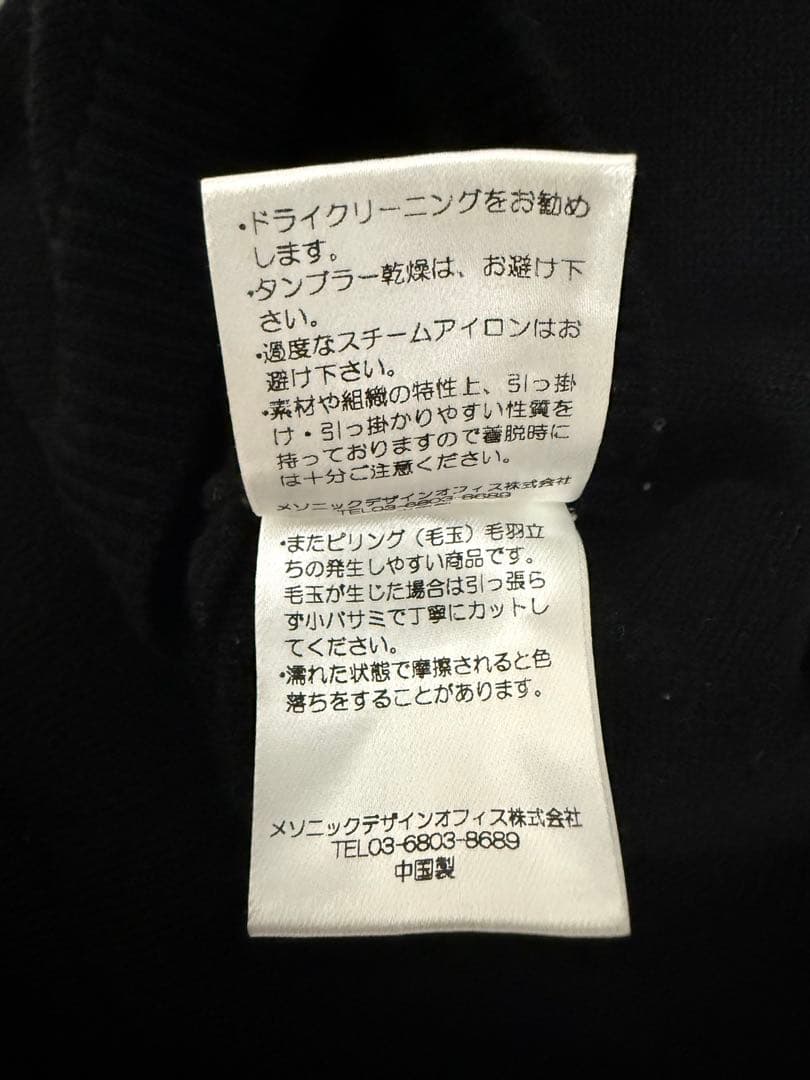 ・ドライクリーニングをお勧め
します。
・タンブラー乾燥は、お避け下
さい。
・過度なスチームアイロンはお
避け下さい。
・素材や組織の特性上、引っ掛
け・引っ掛かりやすい性質を
持っておりますので着脱時に
は十分ご注意ください。
メソニックデザインオフィス株式会社
TEL03-6803-8689
・またピリング（毛玉）毛羽立
ちの発生しやすい商品です。
毛玉が生じた場合は引っ張ら
ず小バサミで丁寧にカットし
てください。
・濡れた状態で摩擦されると色
落ちをすることがあります。
メソニックデザインオフィス株式会社
TEL03-6803-8689
中国製